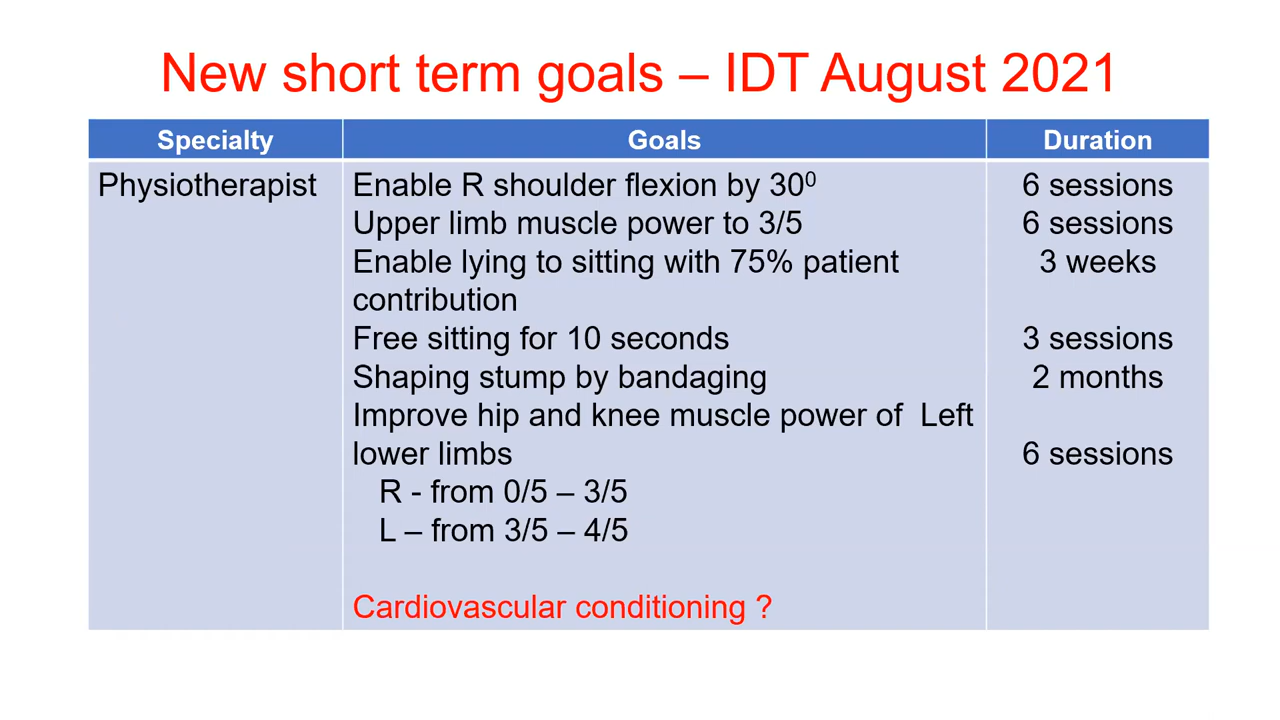 New short term goals – IDT August 2021
Specialty Goals Duration
Physiotherapist Enable R shoulder flexion by 30⁰ 6 sessions
Upper limb muscle power to 3/5 6 sessions
Enable lying to sitting with 75% patient 3 weeks
contribution
Free sitting for 10 seconds 3 sessions
Shaping stump by bandaging 2 months
Improve hip and knee muscle power of Left
lower limbs 6 sessions
R - from 0/5 – 3/5
L – from 3/5 – 4/5
Cardiovascular conditioning ?